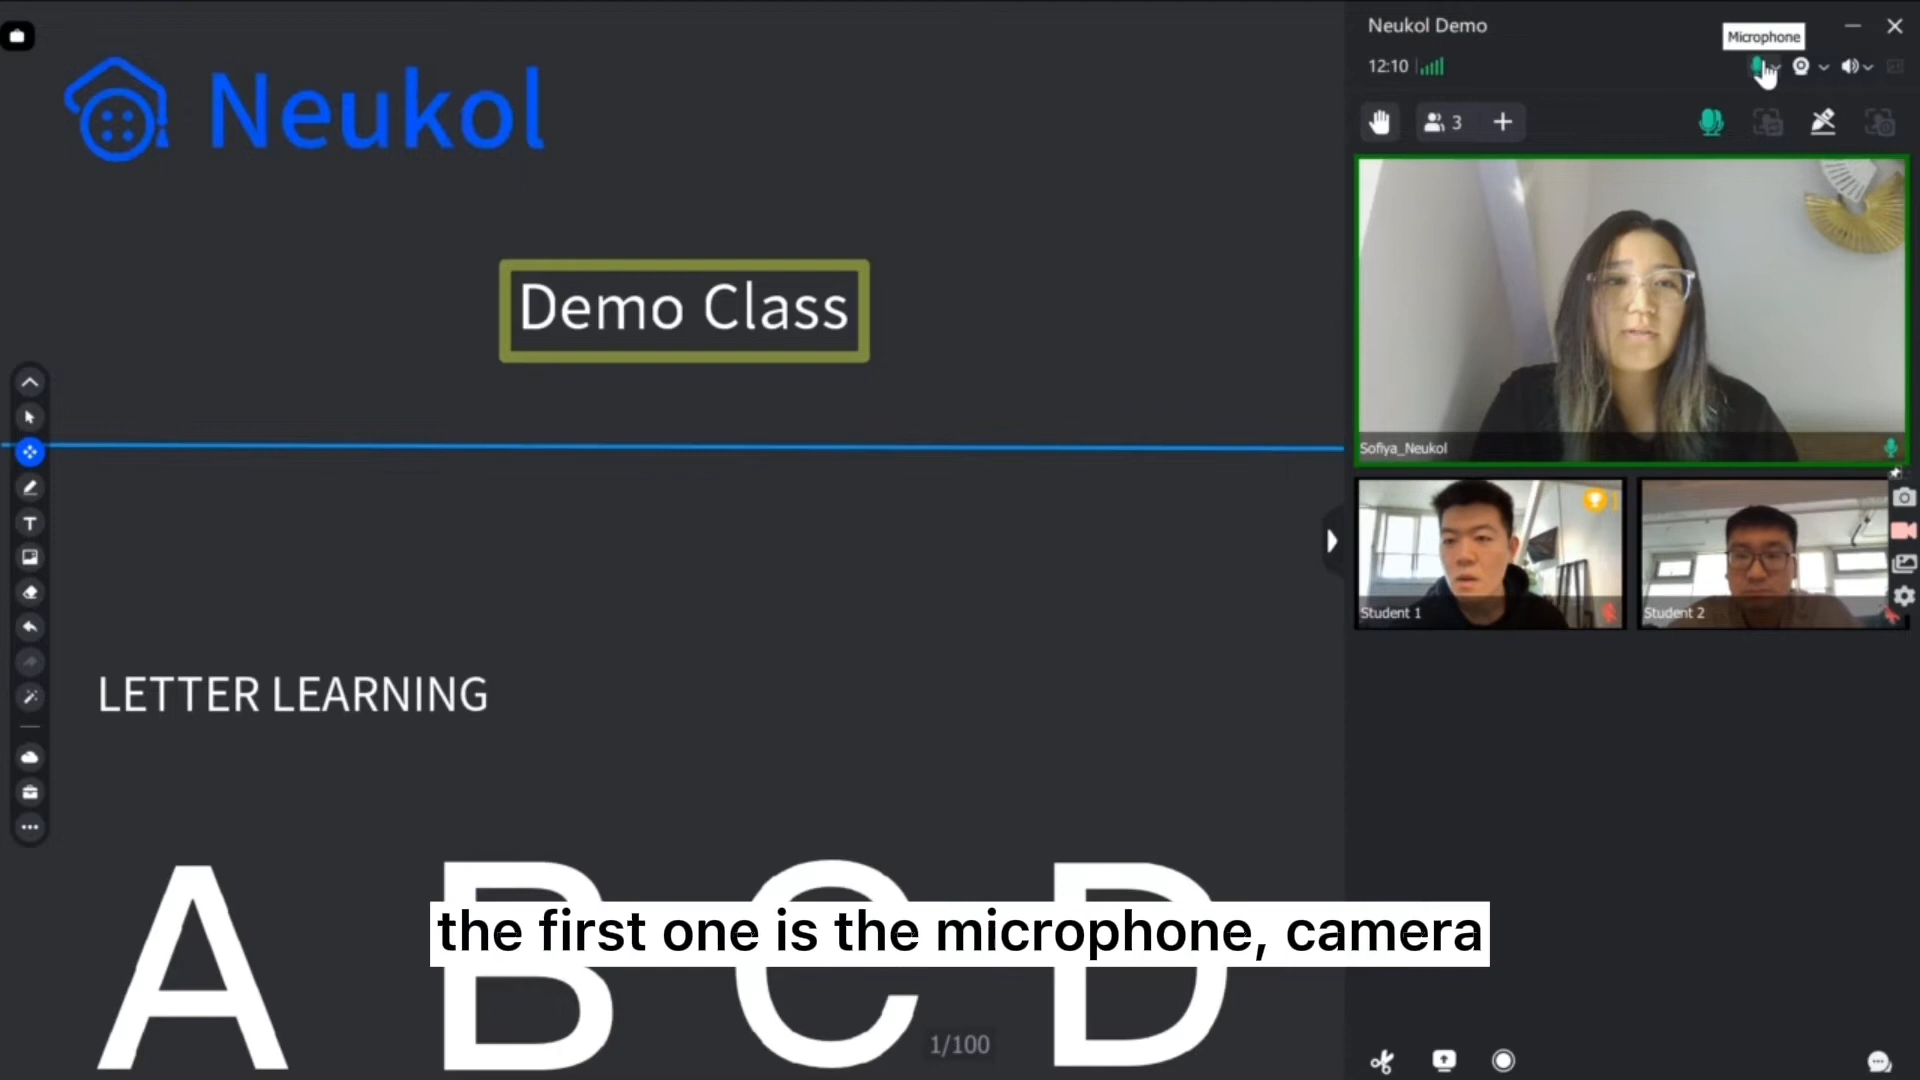 Neukol
Demo Class
LETTER LEARNING
A B C D
the first one is the microphone, camera
1/100
Neukol Demo
Microphone
12:10
3
Sofiya_Neukol
1
Student 1
Student 2